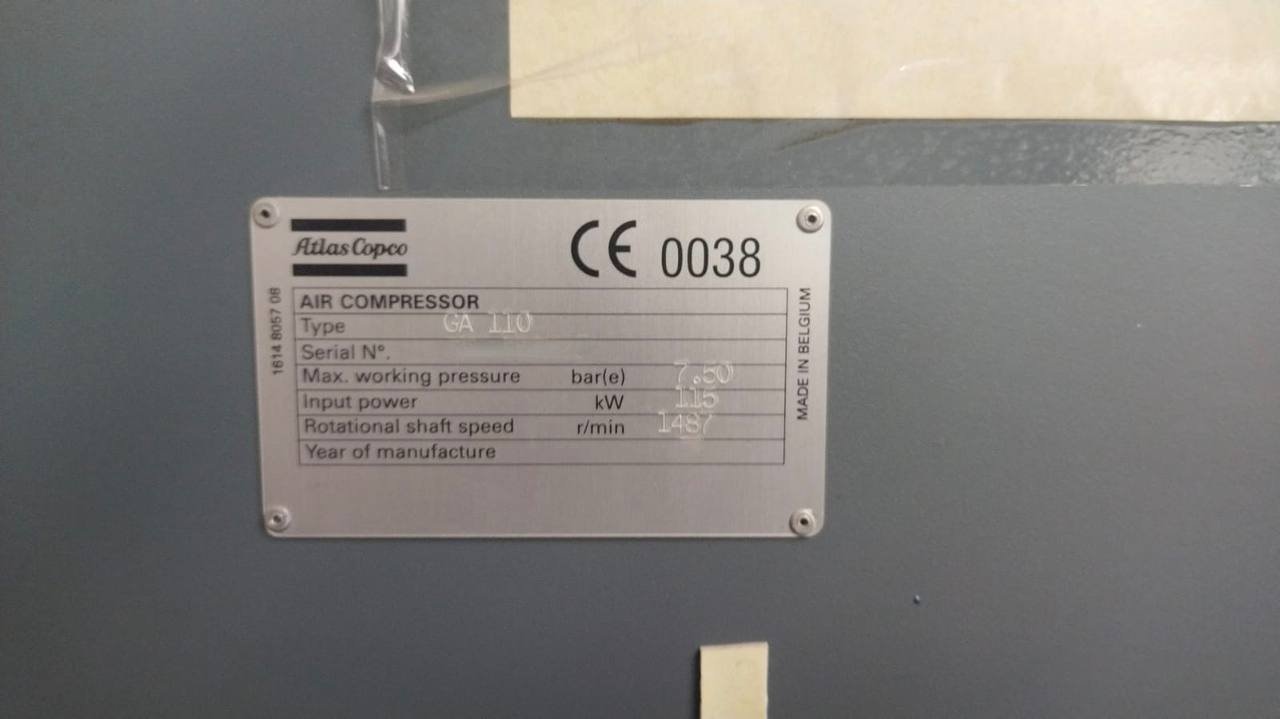 Atlas Copco
CE 0038
1614 8057 08
AIR COMPRESSOR
Type GA 110
Serial N°.
Max. working pressure bar(e) 7.50
Input power kW 115
Rotational shaft speed r/min 1487
Year of manufacture
MADE IN BELGIUM